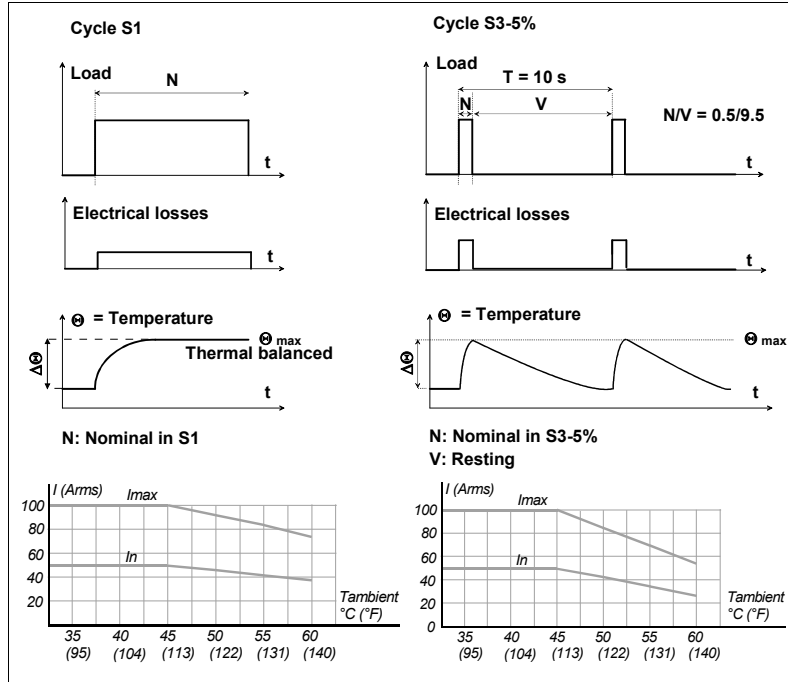 Cycle S1
Load
N
t
Electrical losses
t
Θ = Temperature
Θ max
Thermal balanced
ΔΘ
t
N: Nominal in S1
I (Arms)
Imax
In
100
80
60
40
20
Tambient
°C (°F)
35 40 45 50 55 60
(95) (104) (113) (122) (131) (140)
Cycle S3-5%
Load
T = 10 s
N V
N/V = 0.5/9.5
t
Electrical losses
t
Θ = Temperature
Θ max
ΔΘ
t
N: Nominal in S3-5%
V: Resting
I (Arms)
Imax
In
100
80
60
40
20
0
Tambient
°C (°F)
35 40 45 50 55 60
(95) (104) (113) (122) (131) (140)